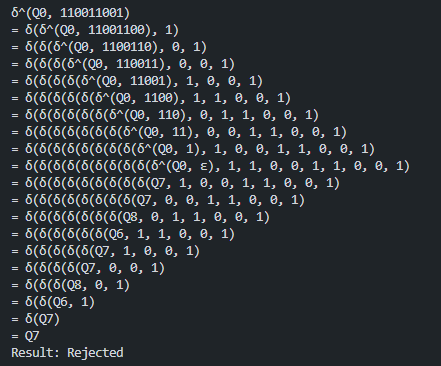 δ^(Q0, 110011001)
= δ(δ^(Q0, 11001100), 1)
= δ(δ(δ^(Q0, 1100110), 0, 1)
= δ(δ(δ(δ^(Q0, 110011), 0, 0, 1)
= δ(δ(δ(δ(δ^(Q0, 11001), 1, 0, 0, 1)
= δ(δ(δ(δ(δ(δ^(Q0, 1100), 1, 1, 0, 0, 1)
= δ(δ(δ(δ(δ(δ(δ^(Q0, 110), 0, 1, 1, 0, 0, 1)
= δ(δ(δ(δ(δ(δ(δ(δ^(Q0, 11), 0, 0, 1, 1, 0, 0, 1)
= δ(δ(δ(δ(δ(δ(δ(δ(δ^(Q0, 1), 1, 0, 0, 1, 1, 0, 0, 1)
= δ(δ(δ(δ(δ(δ(δ(δ(δ(δ^(Q0, ε), 1, 1, 0, 0, 1, 1, 0, 0, 1)
= δ(δ(δ(δ(δ(δ(δ(δ(δ(Q7, 1, 0, 0, 1, 1, 0, 0, 1)
= δ(δ(δ(δ(δ(δ(δ(δ(Q7, 0, 0, 1, 1, 0, 0, 1)
= δ(δ(δ(δ(δ(δ(δ(Q8, 0, 1, 1, 0, 0, 1)
= δ(δ(δ(δ(δ(δ(Q6, 1, 1, 0, 0, 1)
= δ(δ(δ(δ(δ(Q7, 1, 0, 0, 1)
= δ(δ(δ(δ(Q7, 0, 0, 1)
= δ(δ(δ(Q8, 0, 1)
= δ(δ(Q6, 1)
= δ(Q7)
= Q7
Result: Rejected